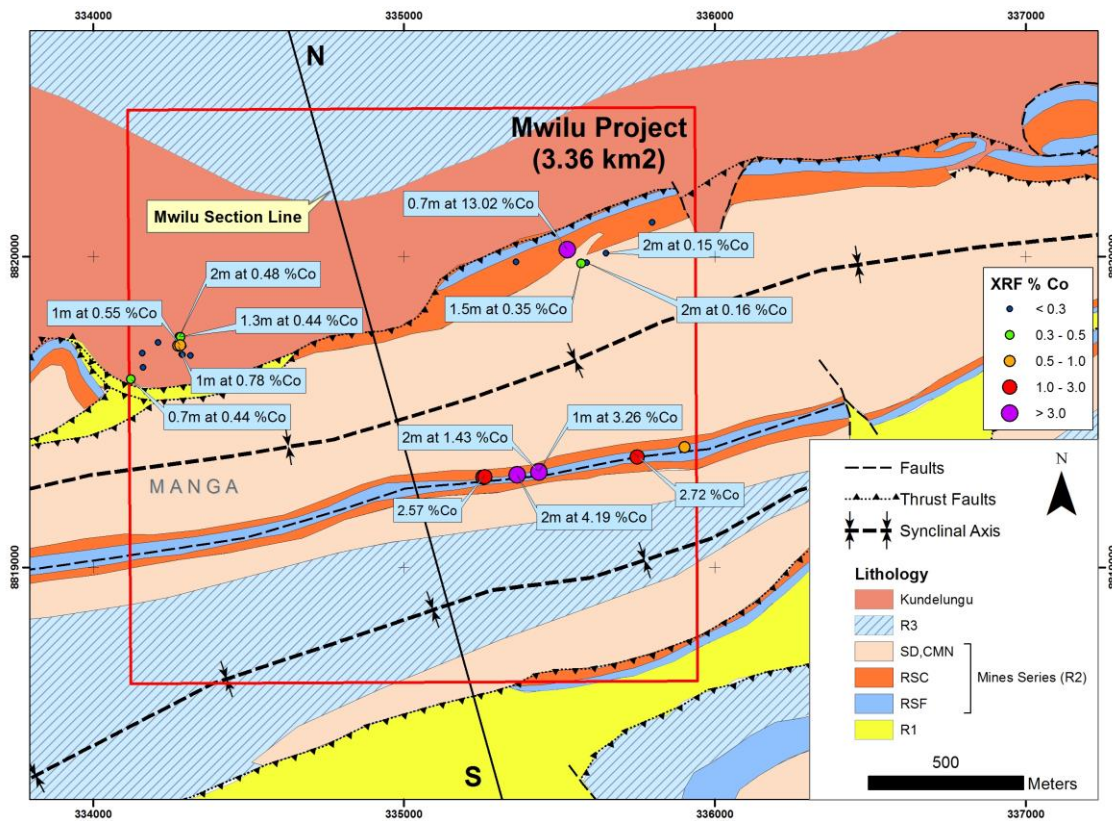 334000
335000
336000
337000
N
Mwilu Project
(3.36 km2)
Mwilu Section Line
0.7m at 13.02 %Co
2m at 0.15 %Co
8820000
8820000
2m at 0.48 %Co
1m at 0.55 %Co
1.3m at 0.44 %Co
1.5m at 0.35 %Co
2m at 0.16 %Co
1m at 0.78 %Co
0.7m at 0.44 %Co
XRF % Co
< 0.3
0.3 - 0.5
0.5 - 1.0
1.0 - 3.0
> 3.0
1m at 3.26 %Co
2m at 1.43 %Co
MANGA
2.57 %Co
2m at 4.19 %Co
2.72 %Co
8819000
8819000
N
Faults
Thrust Faults
Synclinal Axis
Lithology
Kundelungu
R3
SD,CMN
RSC
Mines Series (R2)
RSF
R1
500
Meters
S
334000
335000
336000
337000